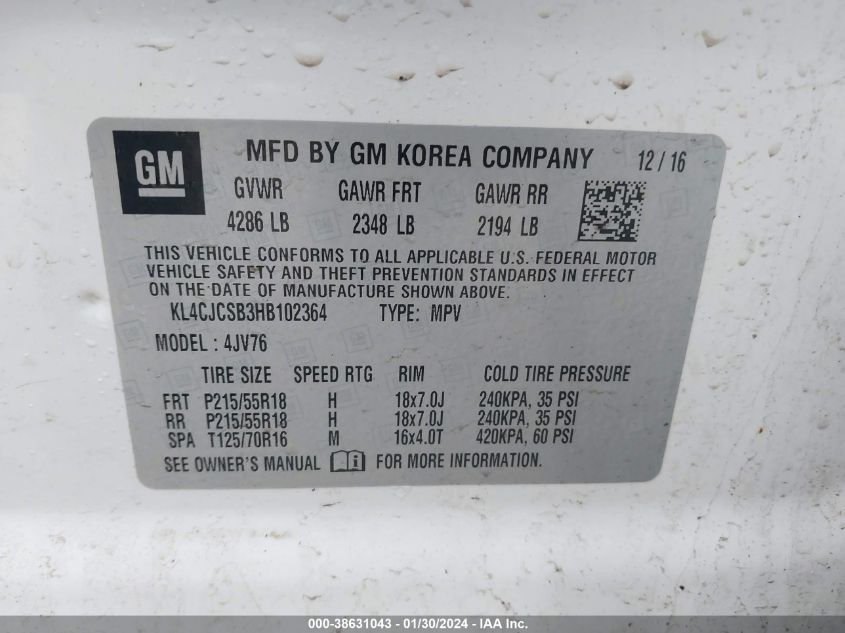 GM MFD BY GM KOREA COMPANY 12 / 16
GVWR GAWR FRT GAWR RR
4286 LB 2348 LB 2194 LB
THIS VEHICLE CONFORMS TO ALL APPLICABLE U.S. FEDERAL MOTOR
VEHICLE SAFETY AND THEFT PREVENTION STANDARDS IN EFFECT
ON THE DATE OF MANUFACTURE SHOWN ABOVE.
KL4CJCSB3HB102364 TYPE: MPV
MODEL : 4JV76
TIRE SIZE SPEED RTG RIM COLD TIRE PRESSURE
FRT P215/55R18 H 18x7.0J 240KPA, 35 PSI
RR P215/55R18 H 18x7.0J 240KPA, 35 PSI
SPA T125/70R16 M 16x4.0T 420KPA, 60 PSI
SEE OWNER'S MANUAL FOR MORE INFORMATION.
000-38631043 - 01/30/2024 - IAA Inc.